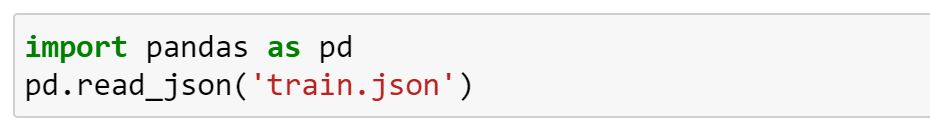 import pandas as pd
pd.read_json('train.json')